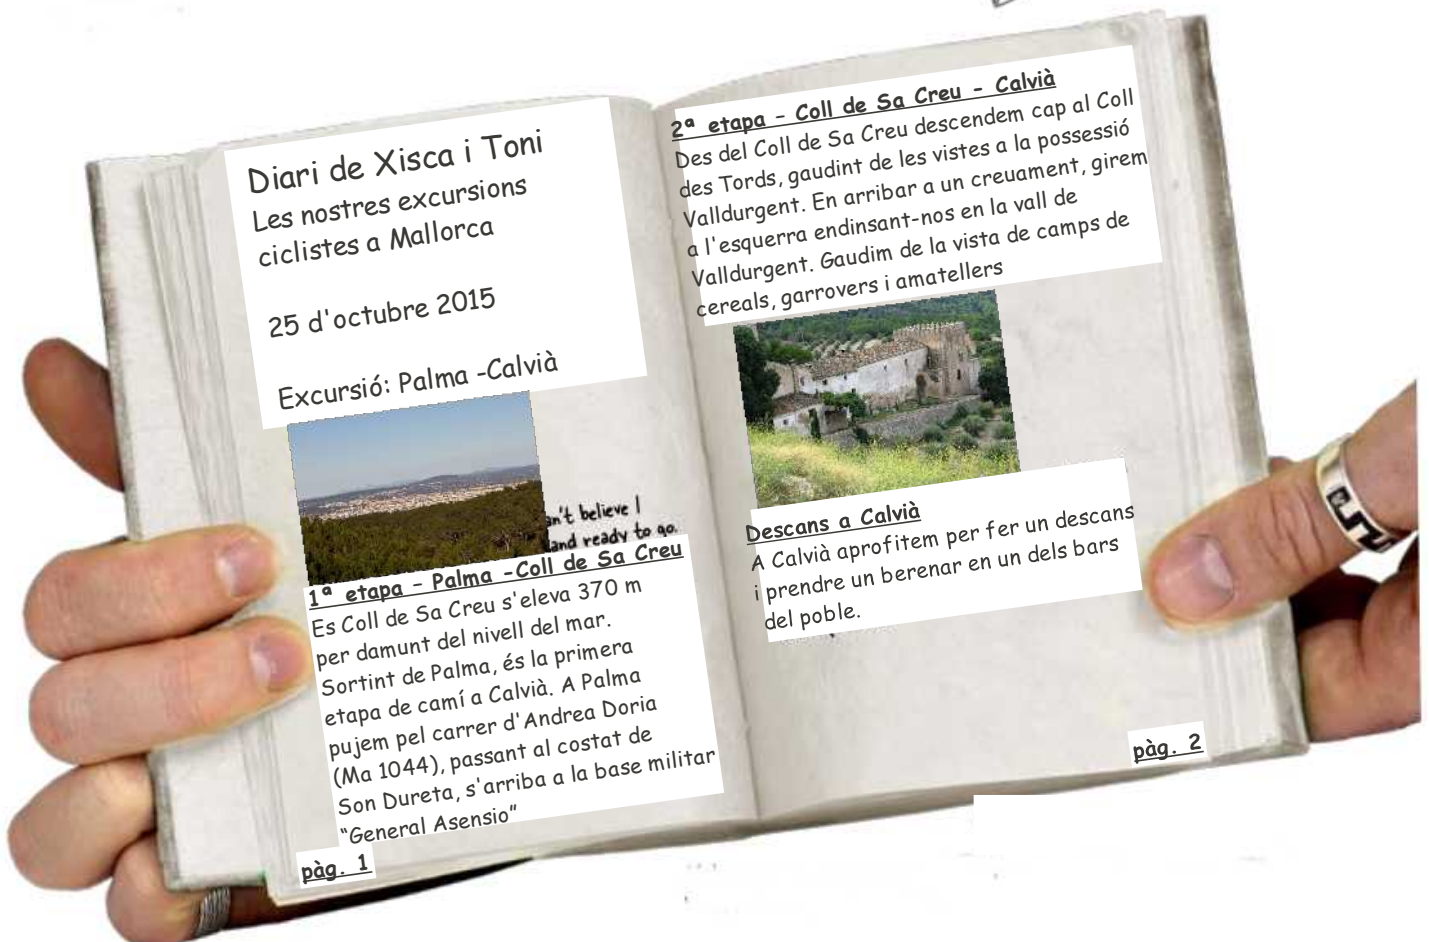 Diari de Xisca i Toni
Les nostres excursions
ciclistes a Mallorca
25 d'octubre 2015
Excursió: Palma -Calvià
believe I
and ready to go.
1ª etapa - Palma -Coll de Sa Creu
Es Coll de Sa Creu s'eleva 370 m
per damunt del nivell del mar.
Sortint de Palma, és la primera
etapa de camí a Calvià. A Palma
pujem pel carrer d'Andrea Doria
(Ma 1044), passant al costat de
Son Dureta, s'arriba a la base militar
“General Asensio”
pàg. 1
2ª etapa - Coll de Sa Creu - Calvià
Des del Coll de Sa Creu descendem cap al Coll
des Tords, gaudint de les vistes a la possessió
Valldurgent. En arribar a un creuament, girem
a l'esquerra endinsant-nos en la vall de
Valldurgent. Gaudim de la vista de camps de
cereals, garrovers i amatellers
Descans a Calvià
A Calvià aprofitem per fer un descans
i prendre un berenar en un dels bars
del poble.
pàg. 2